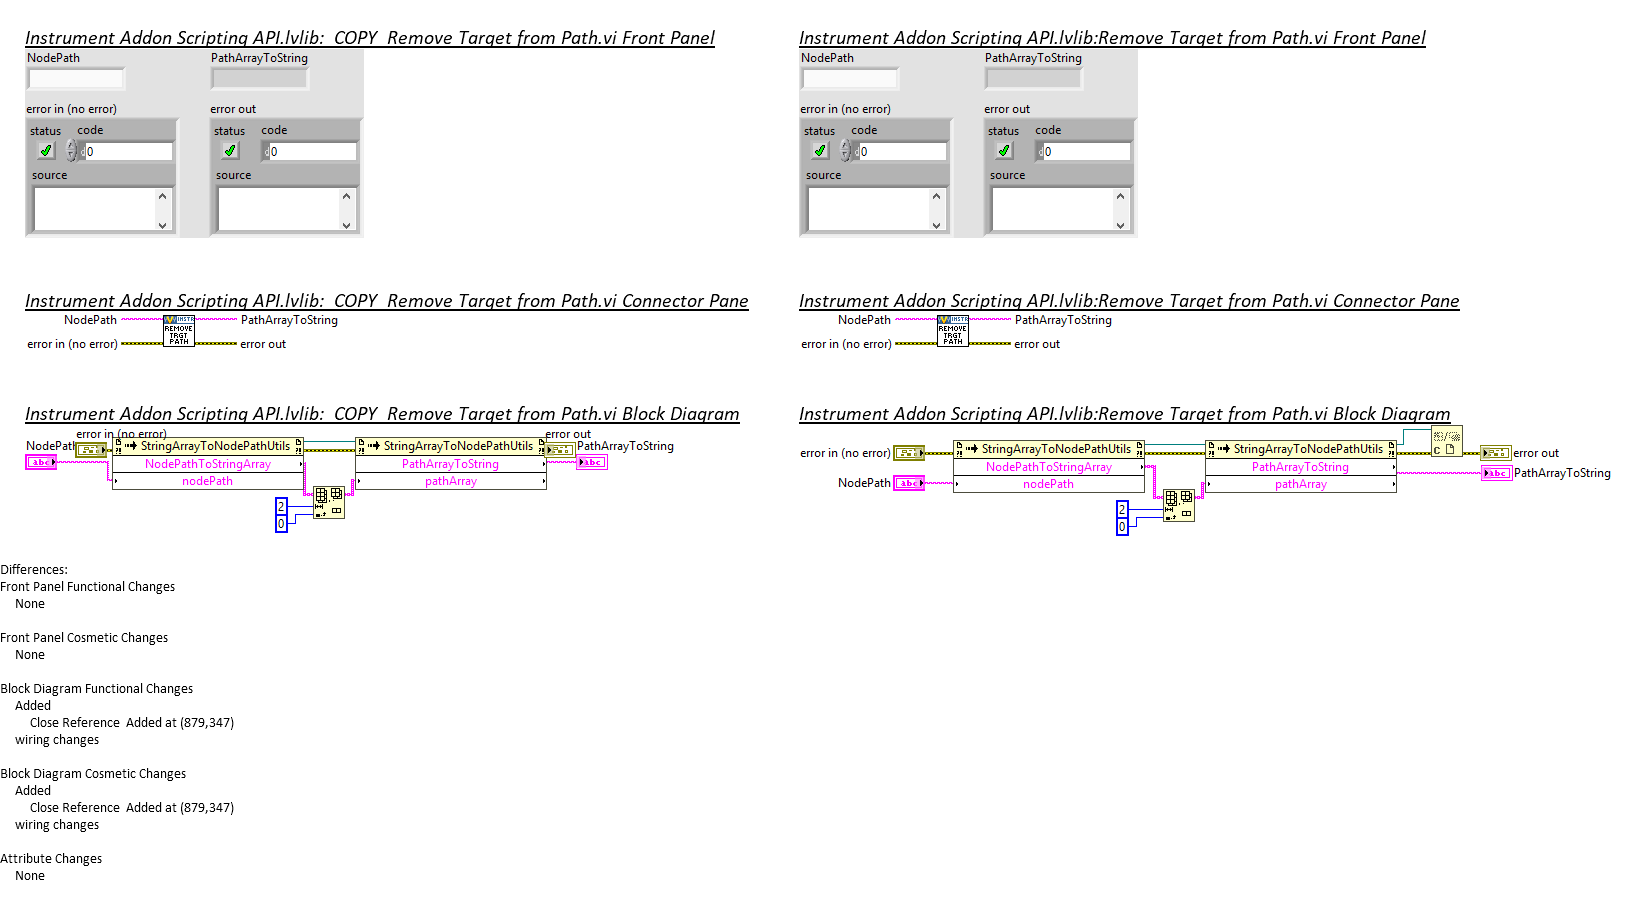 Instrument Addon Scripting API.lvlib:  COPY  Remove Target from Path.vi Front Panel
NodePath
PathArrayToString
error in (no error)
error out
status
code
status
code
0
0
source
source
Instrument Addon Scripting API.lvlib:Remove Target from Path.vi Front Panel
NodePath
PathArrayToString
error in (no error)
error out
status
code
status
code
0
0
source
source
Instrument Addon Scripting API.lvlib:  COPY  Remove Target from Path.vi Connector Pane
NodePath
INSTR
REMOVE
TRGT
PATH
PathArrayToString
error in (no error)
error out
Instrument Addon Scripting API.lvlib:Remove Target from Path.vi Connector Pane
NodePath
INSTR
REMOVE
TRGT
PATH
PathArrayToString
error in (no error)
error out
Instrument Addon Scripting API.lvlib:  COPY  Remove Target from Path.vi Block Diagram
error in (no error)
error out
NodePath
StringArrayToNodePathUtils
StringArrayToNodePathUtils
PathArrayToString
abc
NodePathToStringArray
PathArrayToString
abc
nodePath
pathArray
2
0
Instrument Addon Scripting API.lvlib:Remove Target from Path.vi Block Diagram
error in (no error)
StringArrayToNodePathUtils
StringArrayToNodePathUtils
C
error out
NodePathToStringArray
PathArrayToString
abc
PathArrayToString
NodePath
abc
nodePath
pathArray
2
0
Differences:
Front Panel Functional Changes
None
Front Panel Cosmetic Changes
None
Block Diagram Functional Changes
Added
Close Reference  Added at (879,347)
wiring changes
Block Diagram Cosmetic Changes
Added
Close Reference  Added at (879,347)
wiring changes
Attribute Changes
None